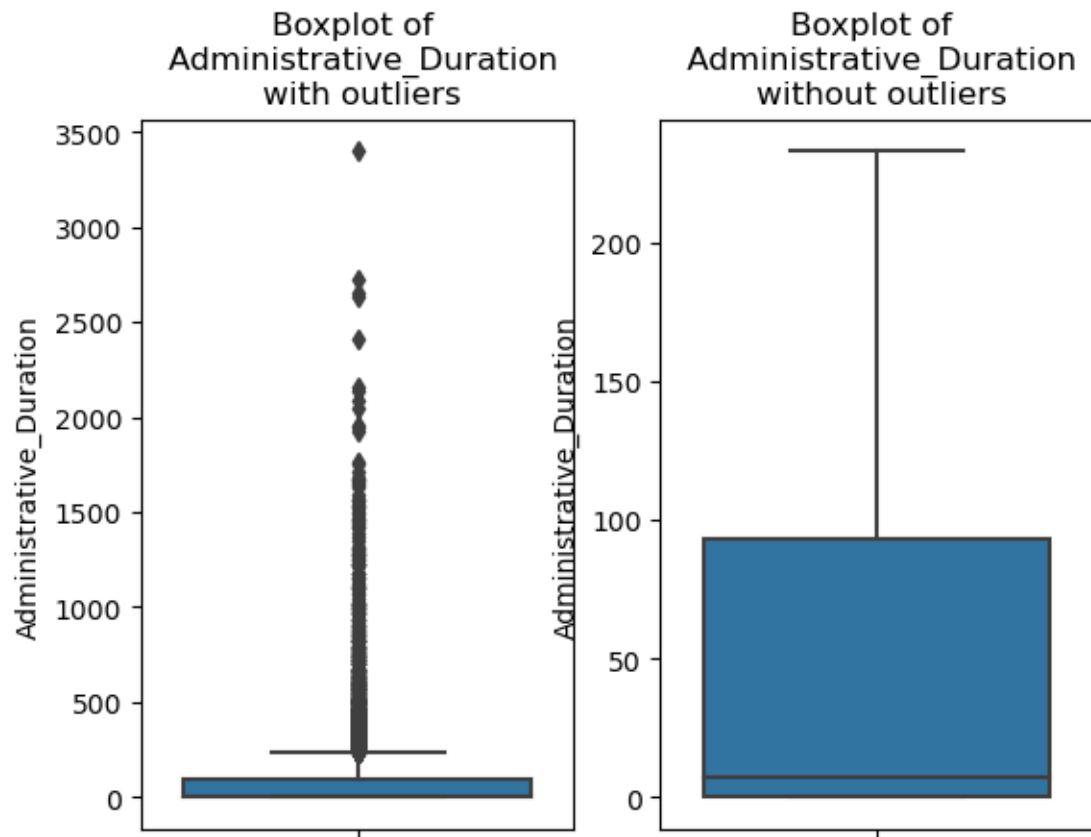 Boxplot of
Administrative_Duration
with outliers
Administrative_Duration
3500
3000
2500
2000
1500
1000
500
0
Boxplot of
Administrative_Duration
without outliers
Administrative_Duration
200
150
100
50
0